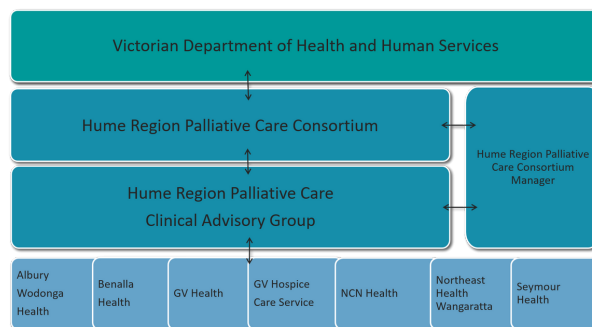 Victorian Department of Health and Human Services
Hume Region Palliative Care Consortium
Hume Region Palliative
Care Consortium
Manager
Hume Region Palliative Care
Clinical Advisory Group
Albury
Wodonga
Health
Benalla
Health
GV Health
GV Hospice
Care Service
NCN Health
Northeast
Health
Wangaratta
Seymour
Health